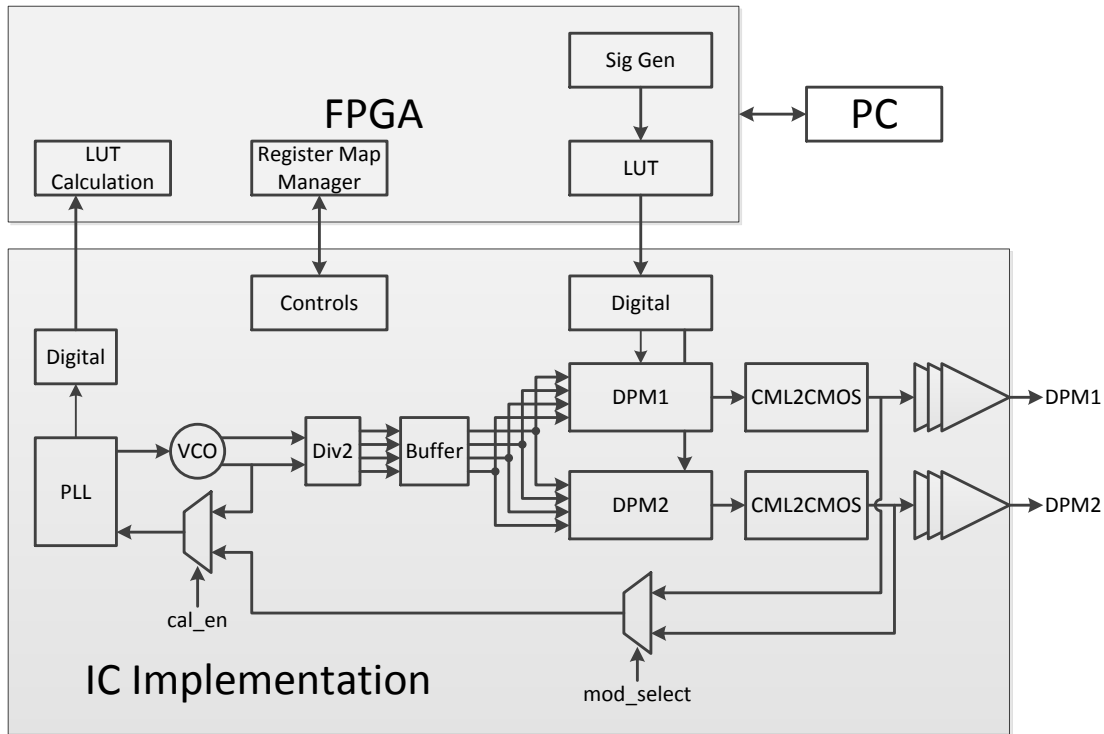 Sig Gen
FPGA
PC
LUT
Calculation
Register Map
Manager
LUT
Controls
Digital
Digital
DPM1
CML2CMOS
DPM1
VCO
Div2
Buffer
PLL
DPM2
CML2CMOS
DPM2
cal_en
IC Implementation
mod_select